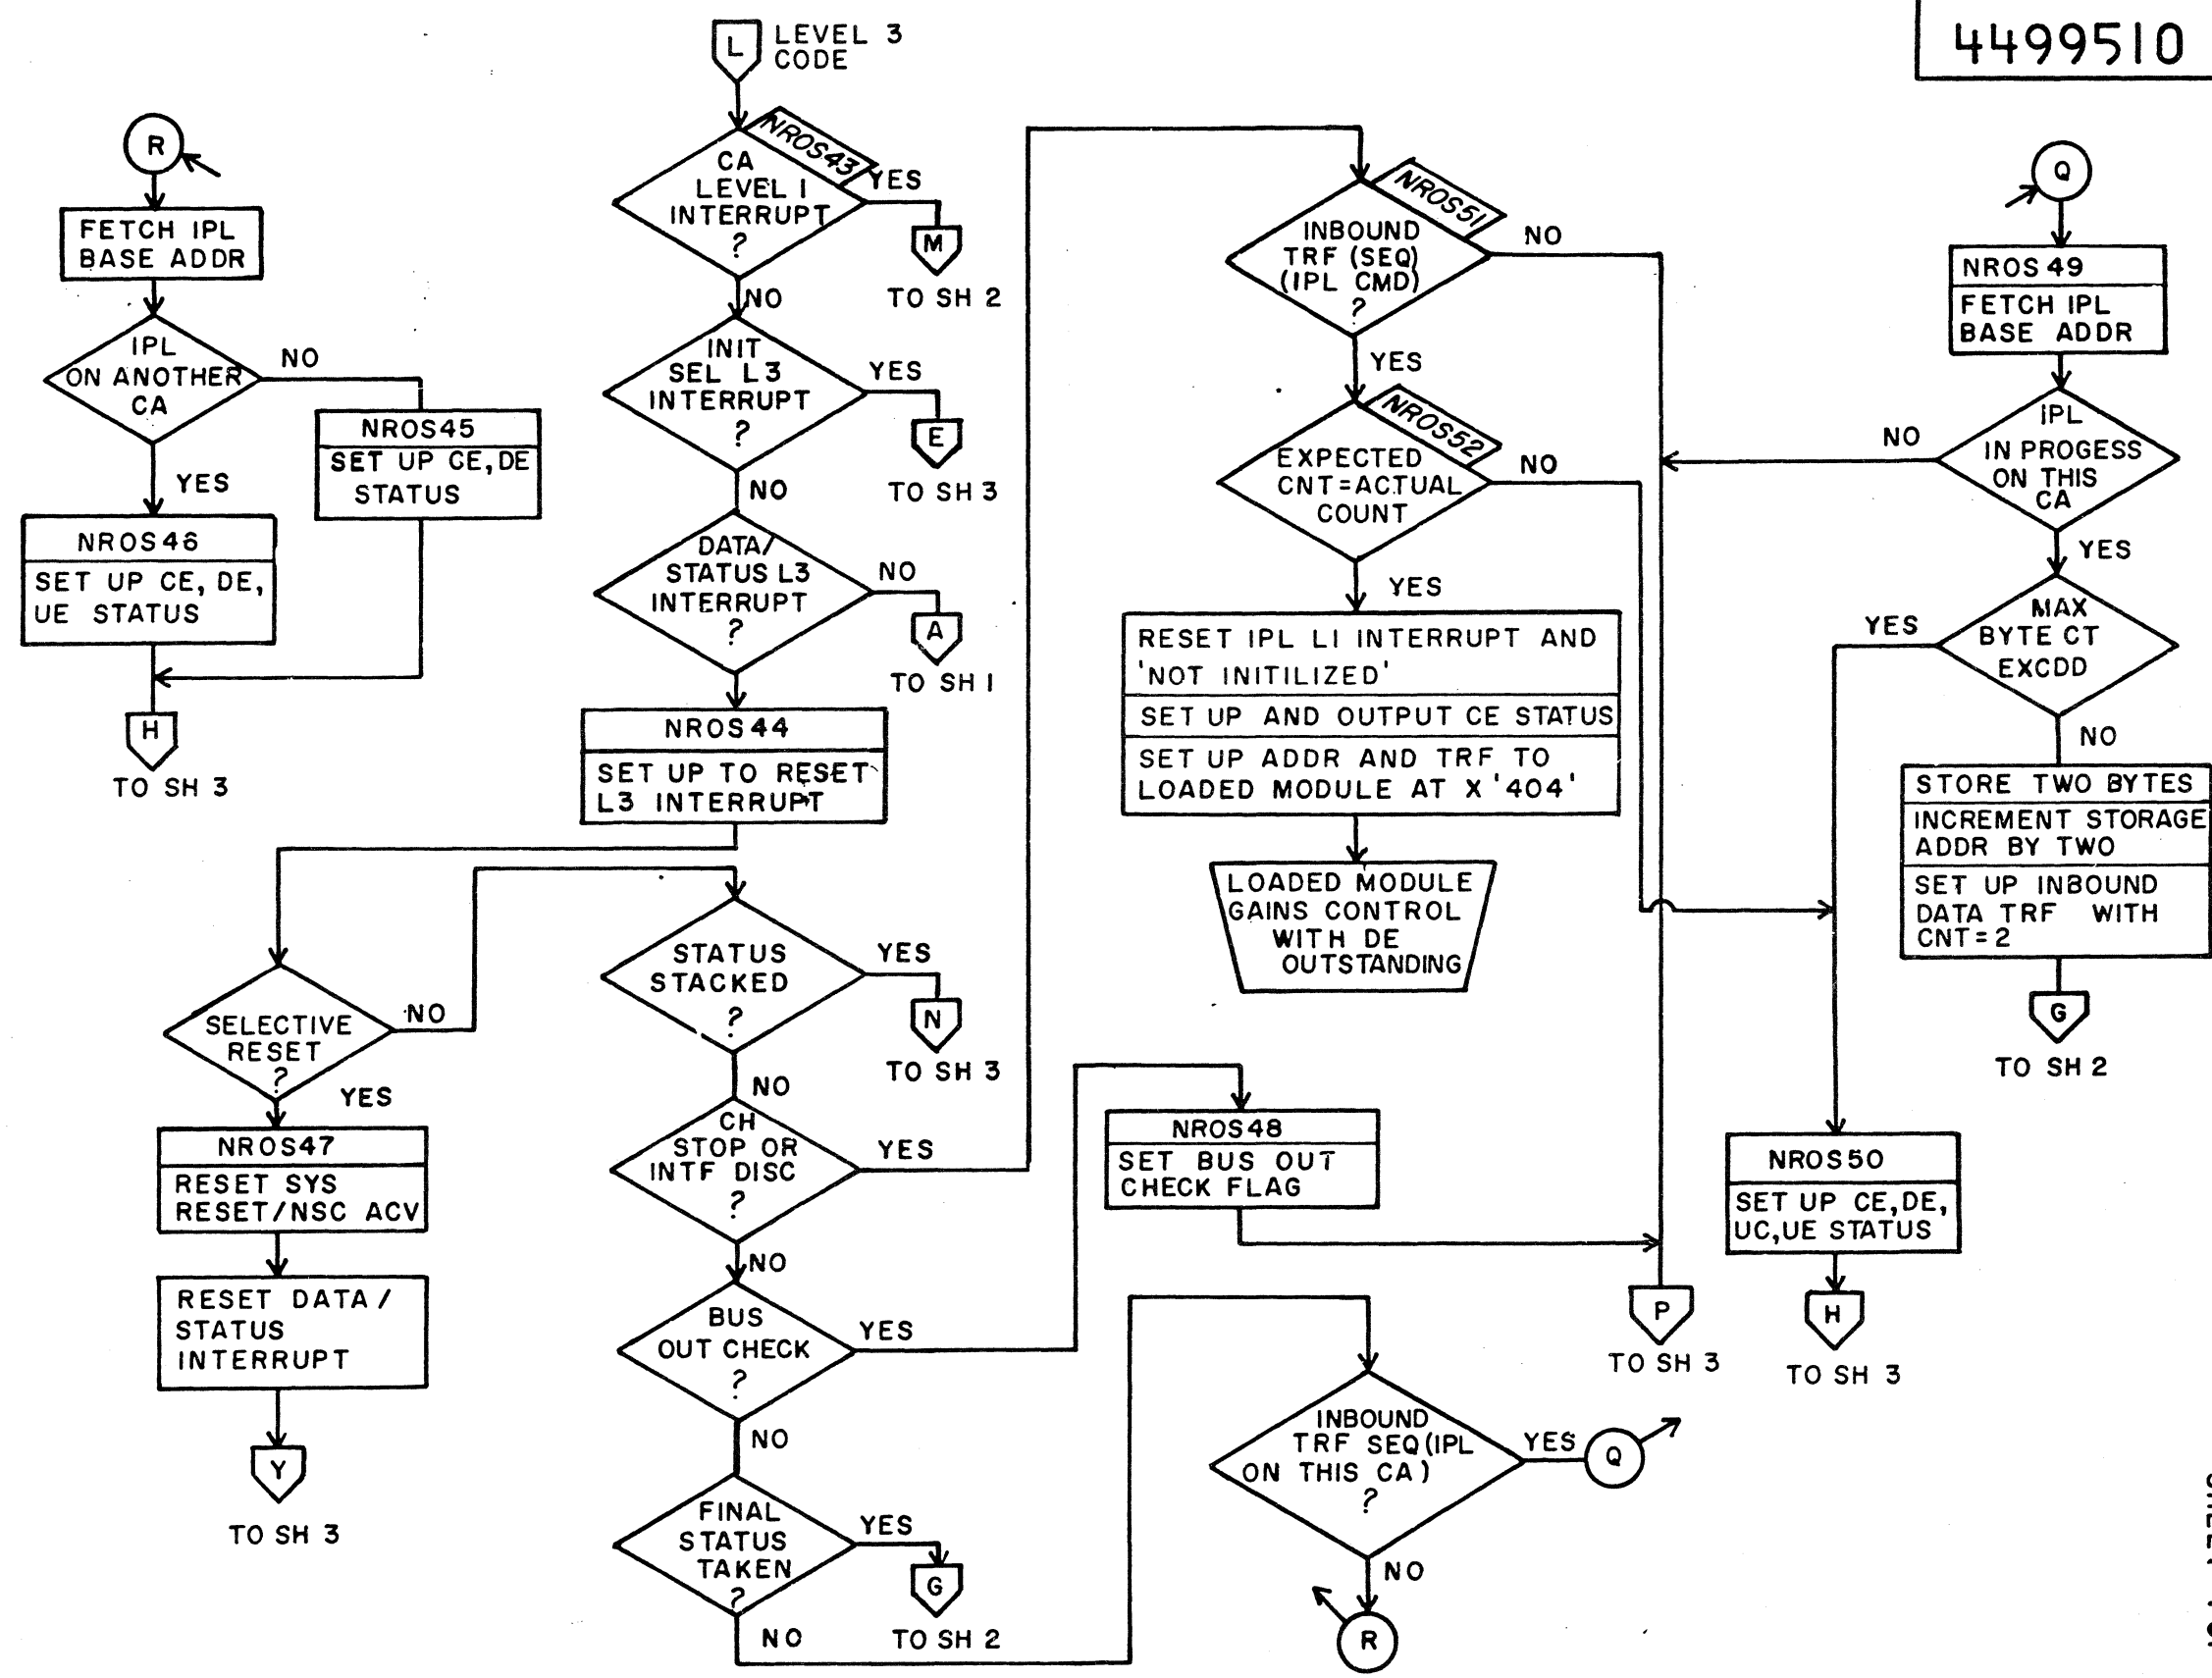 4499510
L
LEVEL 3
CODE
NROS43
CA
LEVEL 1
INTERRUPT
?
YES
M
TO SH 2
NO
INIT
SEL L3
INTERRUPT
?
YES
E
TO SH 3
NO
DATA/
STATUS L3
INTERRUPT
?
NO
A
TO SH 1
NROS44
SET UP TO RESET
L3 INTERRUPT
R
FETCH IPL
BASE ADDR
IPL
ON ANOTHER
CA
NO
NROS45
SET UP CE, DE
STATUS
YES
NROS46
SET UP CE, DE,
UE STATUS
H
TO SH 3
SELECTIVE
RESET
?
NO
YES
NROS47
RESET SYS
RESET/NSC ACV
RESET DATA /
STATUS
INTERRUPT
Y
TO SH 3
STATUS
STACKED
?
YES
N
TO SH 3
NO
CH
STOP OR
INTF DISC
?
YES
NO
BUS
OUT CHECK
?
YES
NO
FINAL
STATUS
TAKEN
?
YES
G
TO SH 2
NO
NROS51
INBOUND
TRF (SEQ)
(IPL CMD)
?
NO
YES
NROS52
EXPECTED
CNT=ACTUAL
COUNT
NO
YES
RESET IPL L1 INTERRUPT AND
'NOT INITILIZED'
SET UP AND OUTPUT CE STATUS
SET UP ADDR AND TRF TO
LOADED MODULE AT X '404'
LOADED MODULE
GAINS CONTROL
WITH DE
OUTSTANDING
NROS48
SET BUS OUT
CHECK FLAG
INBOUND
TRF SEQ (IPL
ON THIS CA)
?
YES
Q
NO
R
P
TO SH 3
Q
NROS49
FETCH IPL
BASE ADDR
IPL
IN PROGESS
ON THIS
CA
NO
YES
MAX
BYTE CT
EXCDD
YES
NO
STORE TWO BYTES
INCREMENT STORAGE
ADDR BY TWO
SET UP INBOUND
DATA TRF WITH
CNT=2
G
TO SH 2
NROS50
SET UP CE, DE,
UC, UE STATUS
H
TO SH 3